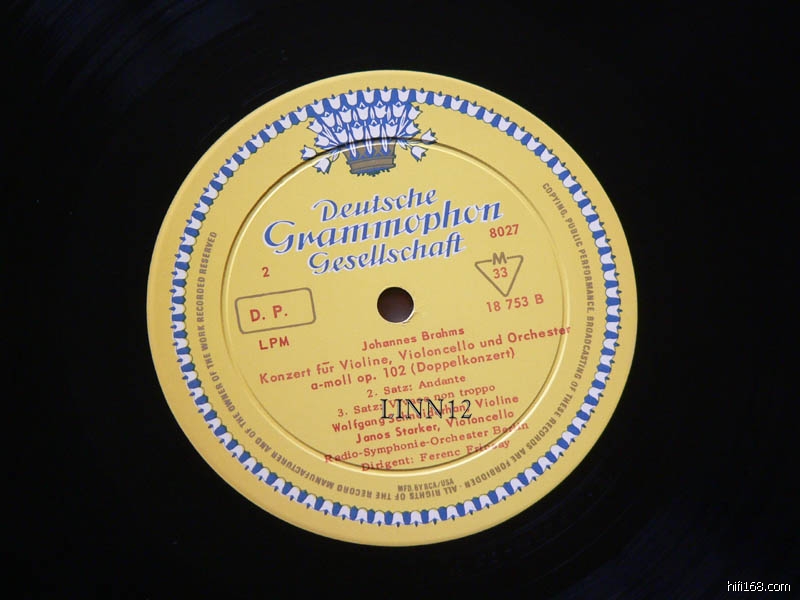 Deutsche
Grammophon
Gesellschaft
8027
2
M
33
D. P.
18 753 B
LPM
Johannes Brahms
Konzert für Violine, Violoncello und Orchester
a-moll op. 102 (Doppelkonzert)
2. Satz: Andante
3. Satz: non troppo
Wolfgang Violine
LINN12
Janos Starker, Violoncello
Radio-Symphonie-Orchester Berlin
Dirigent: Ferenc Fricsay
MFD. BY RCA/USA
ALL RIGHTS OF THE RECORD MANUFACTURER AND OF THE OWNER OF THE WORK RECORDED RESERVED
COPYING, PUBLIC PERFORMANCE, BROADCASTING OF THESE RECORDS ARE FORBIDDEN
hifi168.com